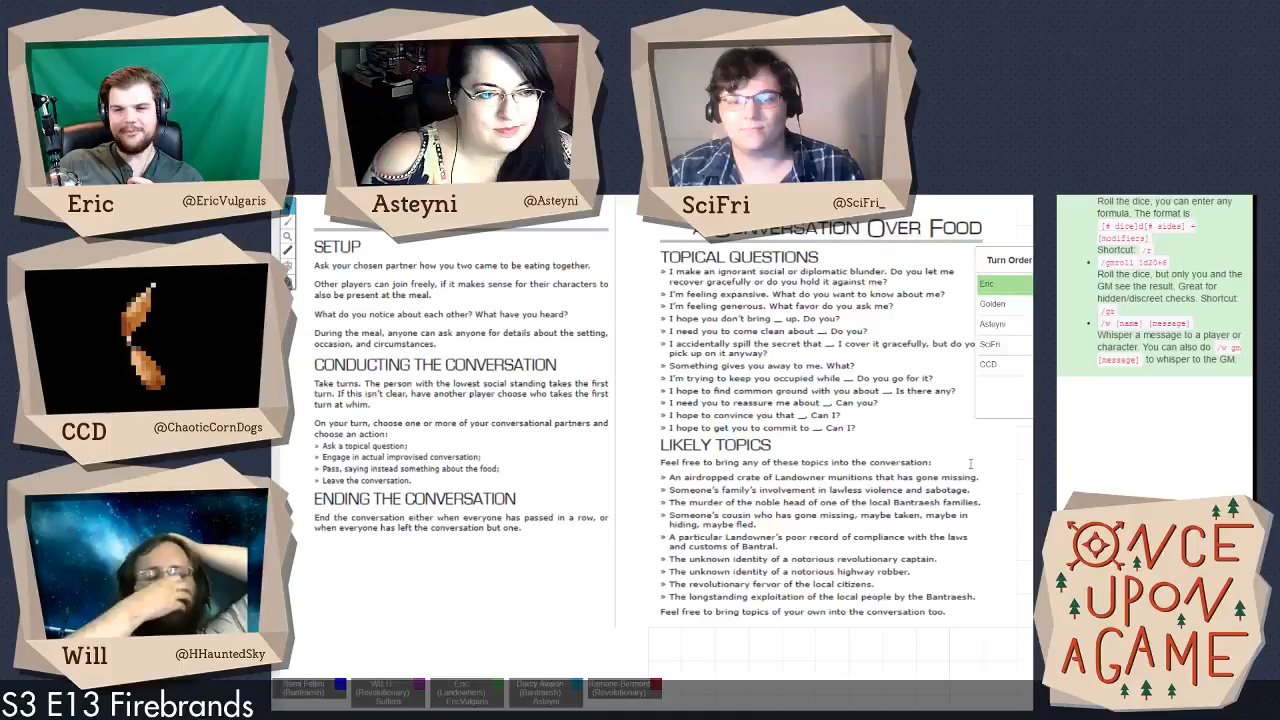 Eric
@EricVulgaris
Asteyni
@Asteyni
SciFri
@SciFri_
CCD
@ChaoticCornDogs
Will
@HHauntedSky
SETUP
Ask your chosen partner how you two came to be eating together.
Other players can join freely, if it makes sense for their characters to
also be present at the meal.
What do you notice about each other? What have you heard?
During the meal, anyone can ask anyone for details about the setting,
occasion, and circumstances.
CONDUCTING THE CONVERSATION
Take turns. The person with the lowest social standing takes the first
turn. If this isn't clear, have another player choose who takes the first
turn at whim.
On your turn, choose one or more of your conversational partners and
choose an action:
» Ask a topical question;
» Engage in actual improvised conversation;
» Pass, saying instead something about the food;
» Leave the conversation.
ENDING THE CONVERSATION
End the conversation either when everyone has passed in a row, or
when everyone has left the conversation but one.
CONVERSATION OVER FOOD
TOPICAL QUESTIONS
» I make an ignorant social or diplomatic blunder. Do you let me
recover gracefully or do you hold it against me?
» I'm feeling expansive. What do you want to know about me?
» I'm feeling generous. What favor do you ask me?
» I hope you don't bring __ up. Do you?
» I need you to come clean about __. Do you?
» I accidentally spill the secret that __. I cover it gracefully, but do yo
pick up on it anyway?
» Something gives you away to me. What?
» I'm trying to keep you occupied while __. Do you go for it?
» I hope to find common ground with you about __. Is there any?
» I need you to reassure me about __. Can you?
» I hope to convince you that __. Can I?
» I hope to get you to commit to __. Can I?
LIKELY TOPICS
Feel free to bring any of these topics into the conversation:
» An airdropped crate of Landowner munitions that has gone missing.
» Someone's family's involvement in lawless violence and sabotage.
» The murder of the noble head of one of the local Bantraesh families.
» Someone's cousin who has gone missing, maybe taken, maybe in
hiding, maybe fled.
» A particular Landowner's poor record of compliance with the laws
and customs of Bantral.
» The unknown identity of a notorious revolutionary captain.
» The unknown identity of a notorious highway robber.
» The revolutionary fervor of the local citizens.
» The longstanding exploitation of the local people by the Bantraesh.
Feel free to bring topics of your own into the conversation too.
Turn Order
Eric
Golden
Asteyni
SciFri
CCD
Roll the dice, you can enter any
formula. The format is
[# dice]d[# sides] +
[modifiers]
Shortcut: /r
• /gmroll 1d20+6
Roll the dice, but only you and the
GM see the result. Great for
hidden/discreet checks. Shortcut:
/gr
• /w [name] [message]
Whisper a message to a player or
character. You can also do /w gm
[message] to whisper to the GM.
(Bantraesh)
(Revolutionary)
Sutlers
Eric
(Landowners)
EricVulgaris
Darcy Avalon
(Bantraesh)
Asteyni
(Revolutionary)
ONCE
UPON
A GAME
S3 E13 Firebrands